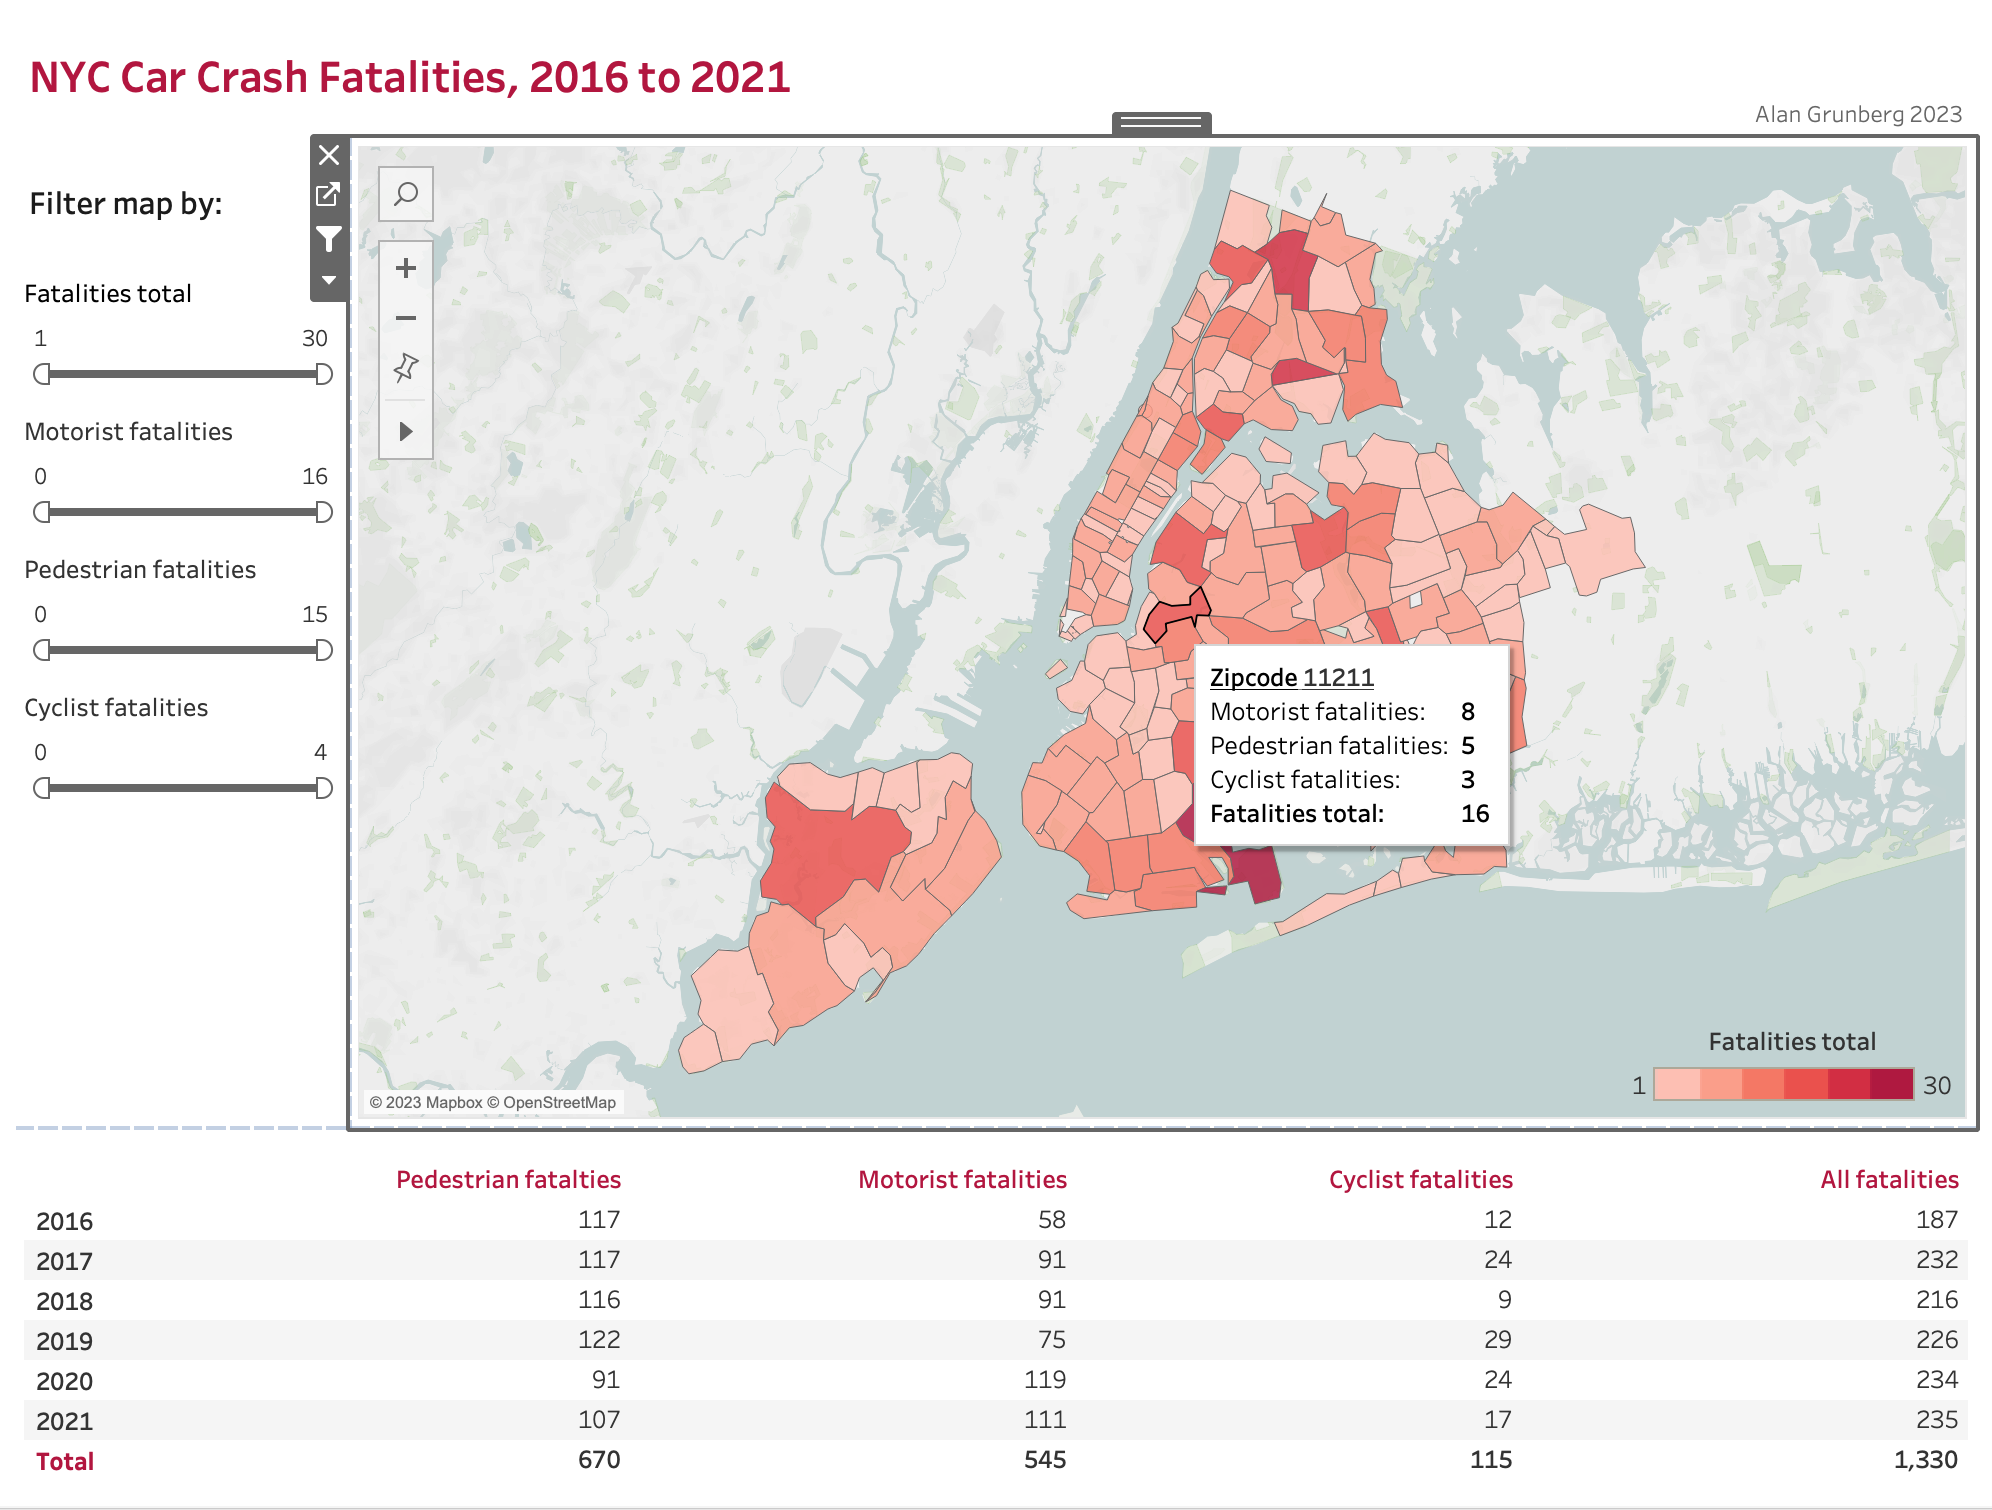 NYC Car Crash Fatalities, 2016 to 2021
Alan Grunberg 2023
Filter map by:
Fatalities total
1 30
Motorist fatalities
0 16
Pedestrian fatalities
0 15
Cyclist fatalities
0 4
Zipcode 11211
Motorist fatalities: 8
Pedestrian fatalities: 5
Cyclist fatalities: 3
Fatalities total: 16
Fatalities total
1 30
© 2023 Mapbox © OpenStreetMap
Pedestrian fatalties Motorist fatalities Cyclist fatalities All fatalities
2016 117 58 12 187
2017 117 91 24 232
2018 116 91 9 216
2019 122 75 29 226
2020 91 119 24 234
2021 107 111 17 235
Total 670 545 115 1,330